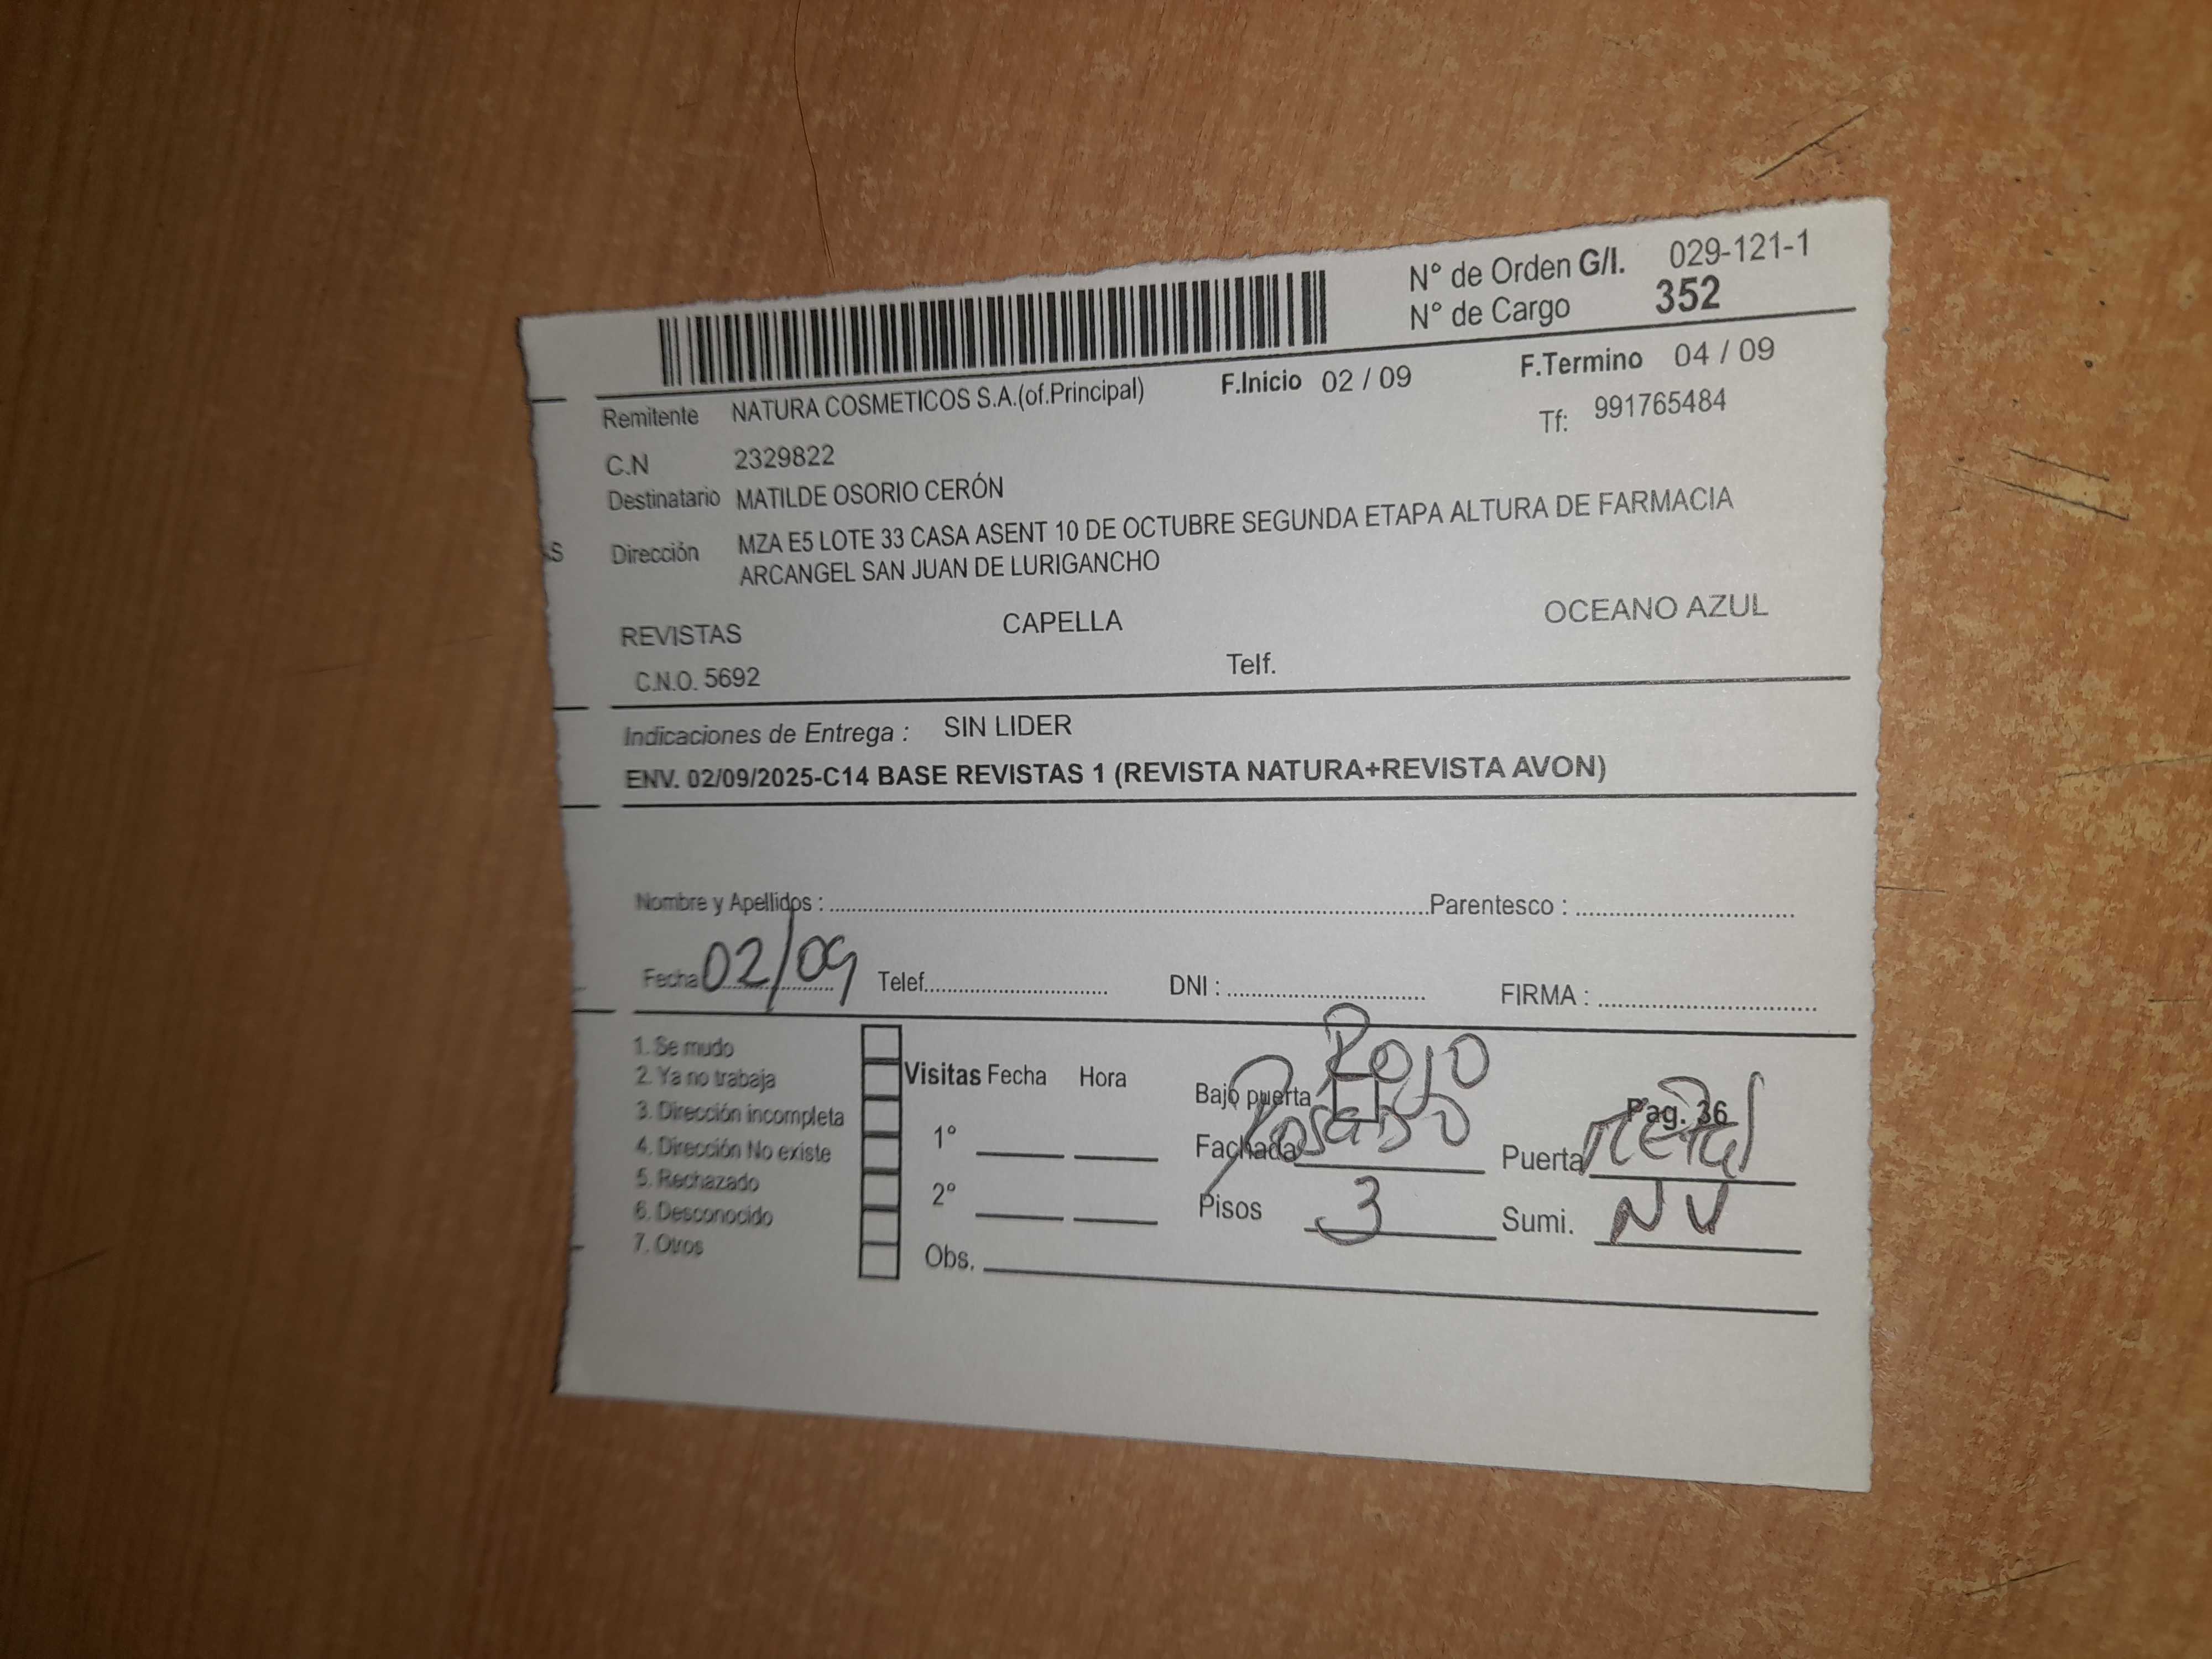 N° de Orden G/I. 029-121-1
N° de Cargo 352
Remitente NATURA COSMETICOS S.A.(of.Principal) F.Inicio 02 / 09 F.Termino 04 / 09
Tf: 991765484
C.N 2329822
Destinatario MATILDE OSORIO CERÓN
AS Dirección MZA E5 LOTE 33 CASA ASENT 10 DE OCTUBRE SEGUNDA ETAPA ALTURA DE FARMACIA
ARCANGEL SAN JUAN DE LURIGANCHO
REVISTAS CAPELLA OCEANO AZUL
C.N.O. 5692 Telf.
Indicaciones de Entrega : SIN LIDER
ENV. 02/09/2025-C14 BASE REVISTAS 1 (REVISTA NATURA+REVISTA AVON)
Nombre y Apellidos : Parentesco :
Fecha 02/09 Telef. DNI : FIRMA :
1. Se mudo
2. Ya no trabaja
3. Dirección incompleta
4. Dirección No existe
5. Rechazado
6. Desconocido
7. Otros
Visitas Fecha Hora
1°
2°
Obs.
Rojo
Bajo puerta Pag. 36
Fachada Rosado Puerta Metal
Pisos 3 Sumi. NV